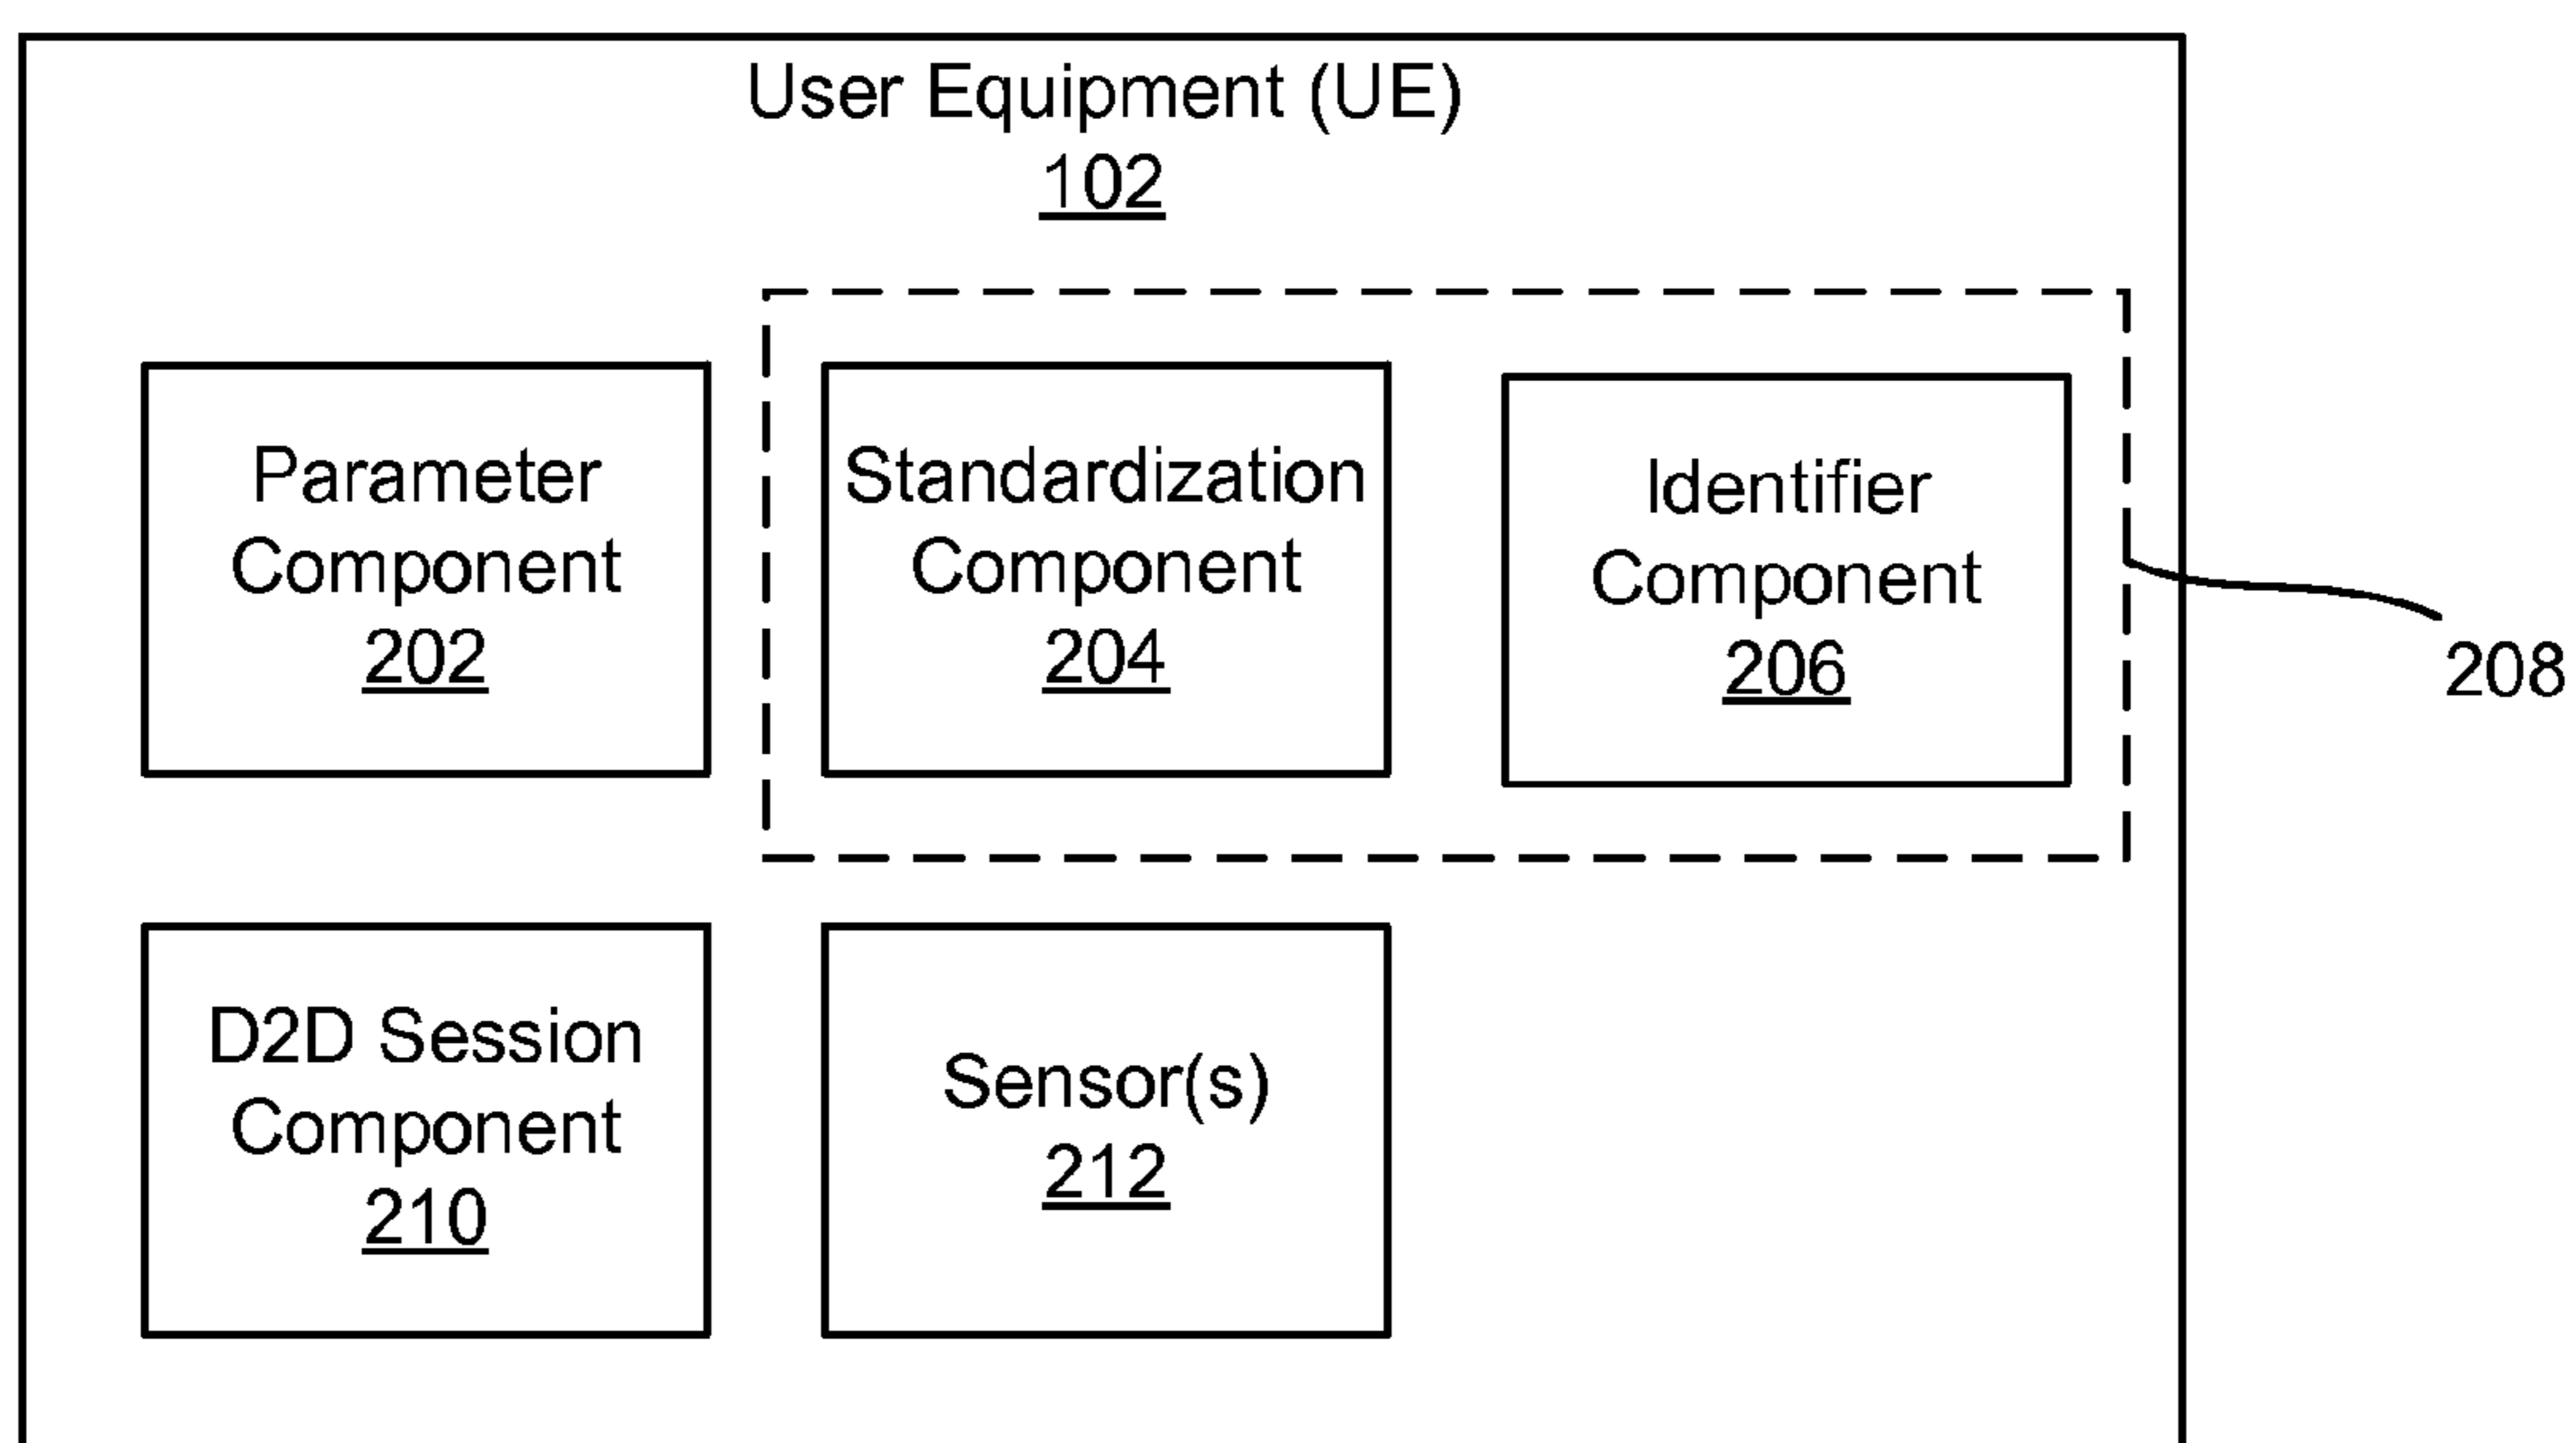 User Equipment (UE)
102
Parameter
Component
202
Standardization
Component
204
Identifier
Component
206
208
D2D Session
Component
210
Sensor(s)
212